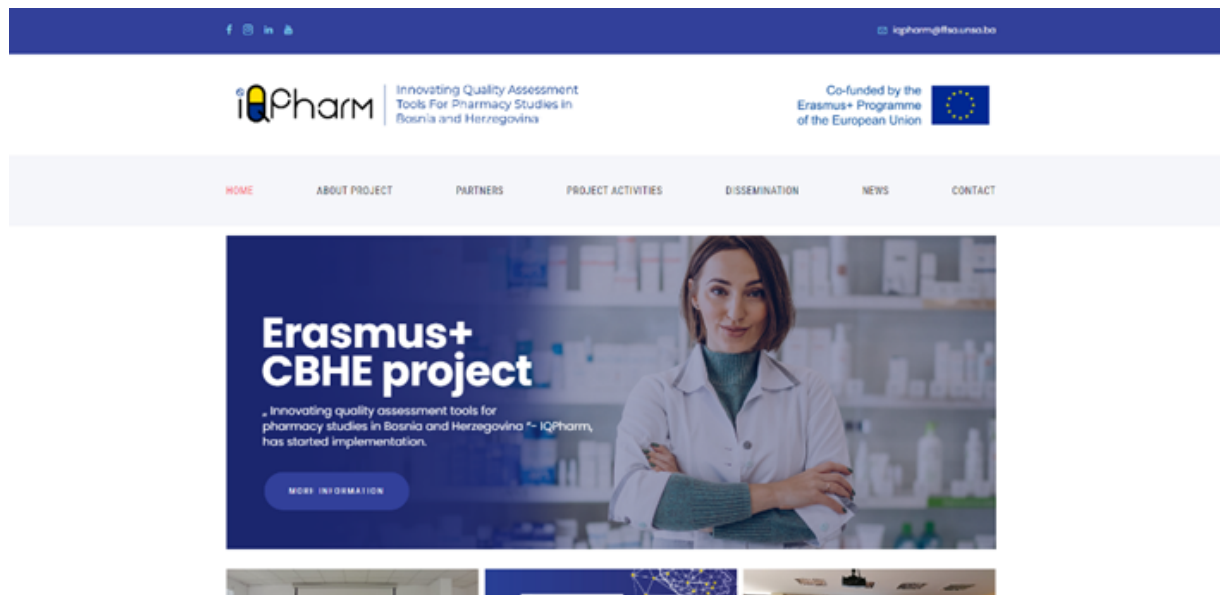 iqpharm@ffsa.unsa.ba
iQPharm
Innovating Quality Assessment
Tools For Pharmacy Studies in
Bosnia and Herzegovina
Co-funded by the
Erasmus+ Programme
of the European Union
HOME ABOUT PROJECT PARTNERS PROJECT ACTIVITIES DISSEMINATION NEWS CONTACT
Erasmus+
CBHE project
„ Innovating quality assessment tools for
pharmacy studies in Bosnia and Herzegovina “- IQPharm,
has started implementation.
MORE INFORMATION